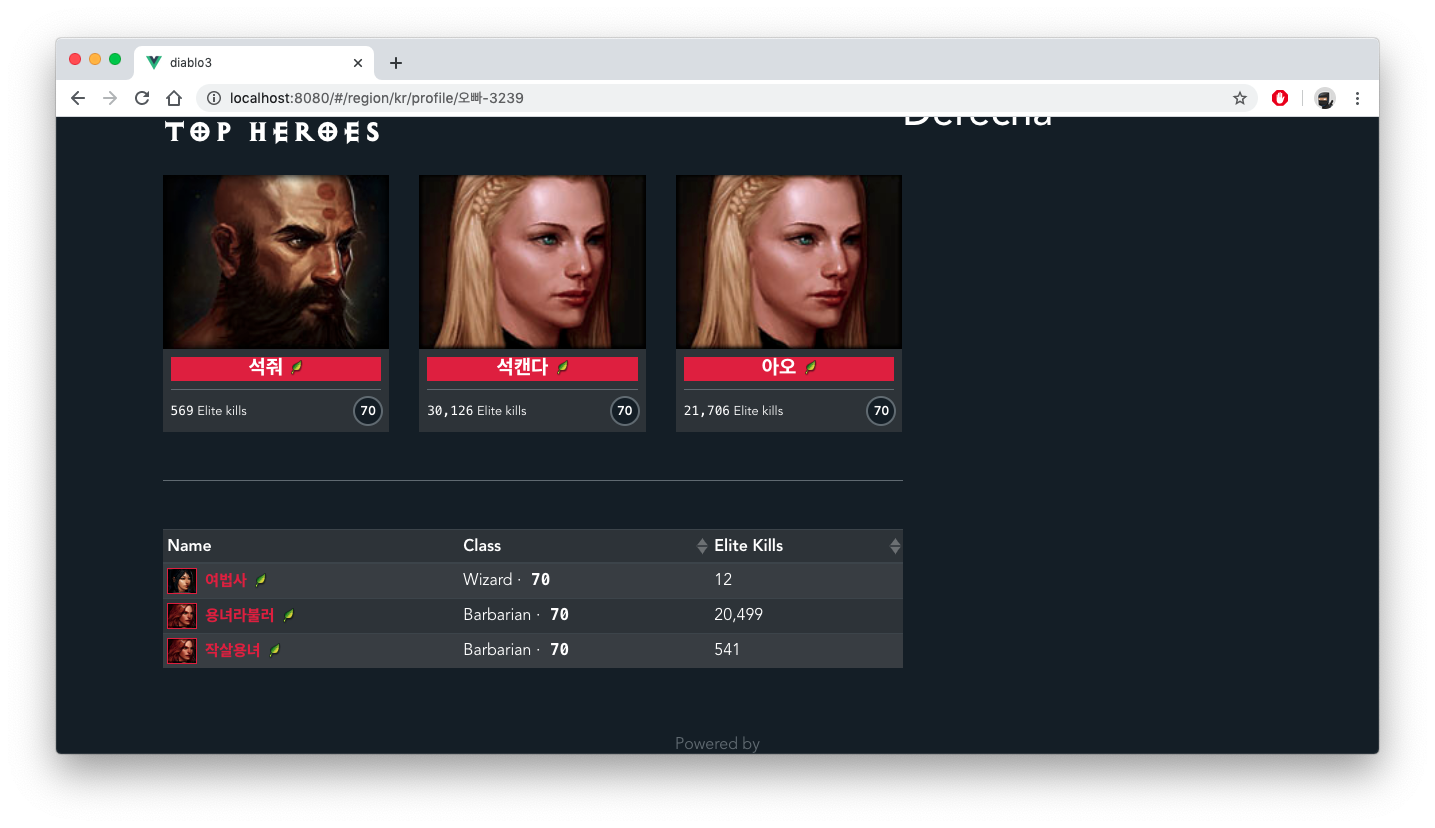 diablo3
localhost:8080/#/region/kr/profile/오빠-3239
TOP HEROES
Derecha
석줘
석캔다
아오
569 Elite kills
70
30,126 Elite kills
70
21,706 Elite kills
70
Name Class Elite Kills
여법사 Wizard · 70 12
용녀라불러 Barbarian · 70 20,499
작살용녀 Barbarian · 70 541
Powered by